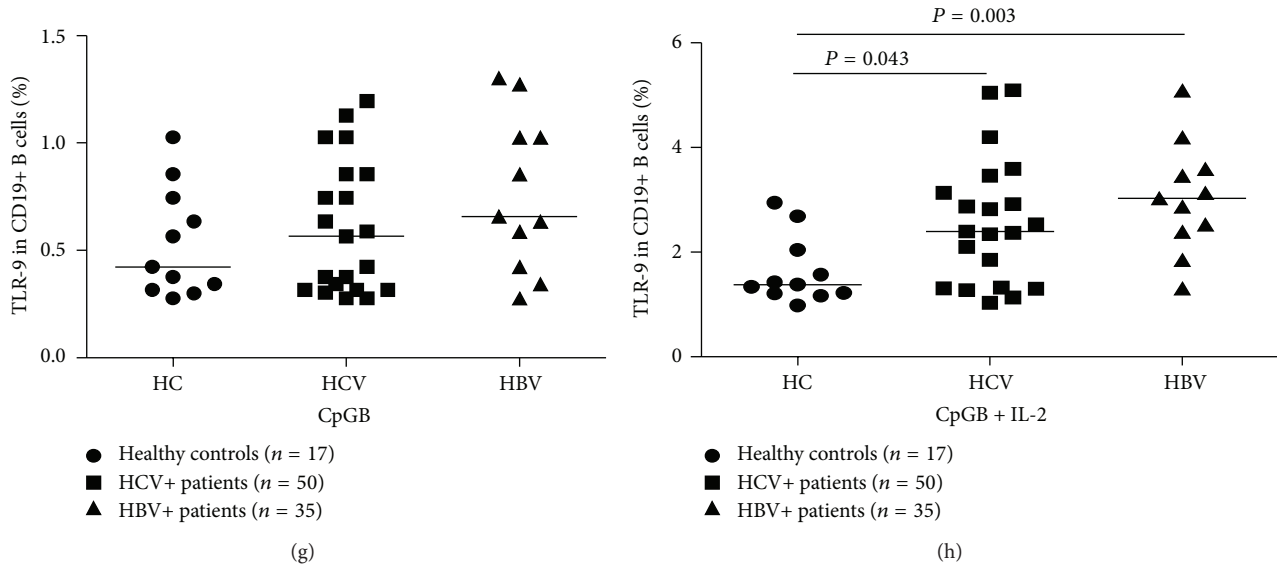 TLR-9 in CD19+ B cells (%)
1.5
1.0
0.5
0.0
HC
HCV
HBV
CpGB
Healthy controls (n = 17)
HCV+ patients (n = 50)
HBV+ patients (n = 35)
(g)
P = 0.003
P = 0.043
TLR-9 in CD19+ B cells (%)
6
4
2
0
HC
HCV
HBV
CpGB + IL-2
Healthy controls (n = 17)
HCV+ patients (n = 50)
HBV+ patients (n = 35)
(h)